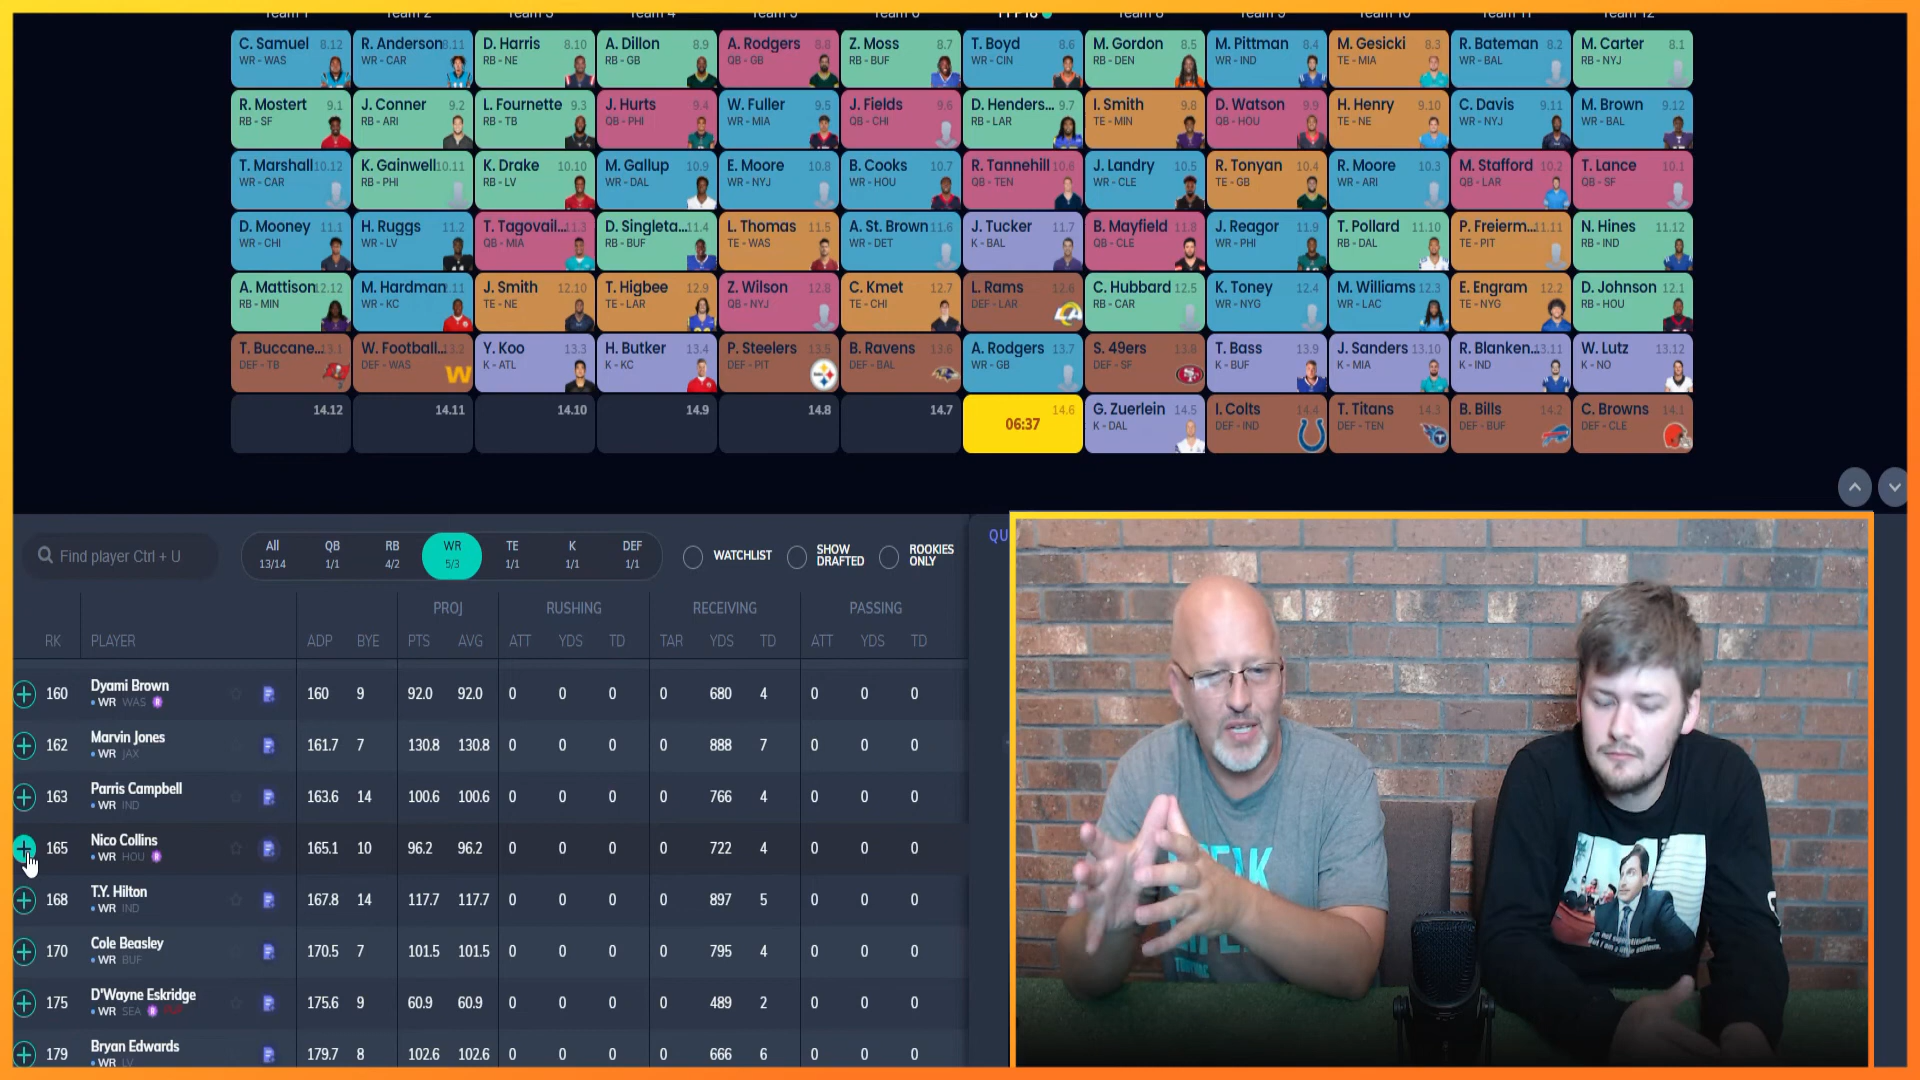 Team 1 Team 2 Team 3 Team 4 Team 5 Team 6 Team 8 Team 9 Team 10 Team 11 Team 12
C. Samuel 8.12 R. Anderson 8.11 D. Harris 8.10 A. Dillon 8.9 A. Rodgers 8.8 Z. Moss 8.7 T. Boyd 8.6 M. Gordon 8.5 M. Pittman 8.4 M. Gesicki 8.3 R. Bateman 8.2 M. Carter 8.1
WR - WAS WR - CAR RB - NE RB - GB QB - GB RB - BUF WR - CIN RB - DEN WR - IND TE - MIA WR - BAL RB - NYJ
R. Mostert 9.1 J. Conner 9.2 L. Fournette 9.3 J. Hurts 9.4 W. Fuller 9.5 J. Fields 9.6 D. Henders... 9.7 I. Smith 9.8 D. Watson 9.9 H. Henry 9.10 C. Davis 9.11 M. Brown 9.12
RB - SF RB - ARI RB - TB QB - PHI WR - MIA QB - CHI RB - LAR TE - MIN QB - HOU TE - NE WR - NYJ WR - BAL
T. Marshall 10.12 K. Gainwell 10.11 K. Drake 10.10 M. Gallup 10.9 E. Moore 10.8 B. Cooks 10.7 R. Tannehill 10.6 J. Landry 10.5 R. Tonyan 10.4 R. Moore 10.3 M. Stafford 10.2 T. Lance 10.1
WR - CAR RB - PHI RB - LV WR - DAL WR - NYJ WR - HOU QB - TEN WR - CLE TE - GB WR - ARI QB - LAR QB - SF
D. Mooney 11.1 H. Ruggs 11.2 T. Tagovail... 11.3 D. Singleta... 11.4 L. Thomas 11.5 A. St. Brown 11.6 J. Tucker 11.7 B. Mayfield 11.8 J. Reagor 11.9 T. Pollard 11.10 P. Freierm... 11.11 N. Hines 11.12
WR - CHI WR - LV QB - MIA RB - BUF TE - WAS WR - DET K - BAL QB - CLE WR - PHI RB - DAL TE - PIT RB - IND
A. Mattison 12.12 M. Hardman 12.11 J. Smith 12.10 T. Higbee 12.9 Z. Wilson 12.8 C. Kmet 12.7 L. Rams 12.6 C. Hubbard 12.5 K. Toney 12.4 M. Williams 12.3 E. Engram 12.2 D. Johnson 12.1
RB - MIN WR - KC TE - NE TE - LAR QB - NYJ TE - CHI DEF - LAR RB - CAR WR - NYG WR - LAC TE - NYG RB - HOU
T. Buccane... 13.1 W. Football... 13.2 Y. Koo 13.3 H. Butker 13.4 P. Steelers 13.5 B. Ravens 13.6 A. Rodgers 13.7 S. 49ers 13.8 T. Bass 13.9 J. Sanders 13.10 R. Blanken... 13.11 W. Lutz 13.12
DEF - TB DEF - WAS K - ATL K - KC DEF - PIT DEF - BAL WR - GB DEF - SF K - BUF K - MIA K - IND K - NO
14.12 14.11 14.10 14.9 14.8 14.7 14.6 G. Zuerlein 14.5 I. Colts 14.4 T. Titans 14.3 B. Bills 14.2 C. Browns 14.1
06:37 K - DAL DEF - IND DEF - TEN DEF - BUF DEF - CLE
QU
Find player Ctrl + U
All QB RB WR TE K DEF
13/14 1/1 4/2 5/3 1/1 1/1 1/1
WATCHLIST SHOW DRAFTED ROOKIES ONLY
PROJ RUSHING RECEIVING PASSING
RK PLAYER ADP BYE PTS AVG ATT YDS TD TAR YDS TD ATT YDS TD
160 Dyami Brown 160 9 92.0 92.0 0 0 0 0 680 4 0 0 0
WR WAS R
162 Marvin Jones 161.7 7 130.8 130.8 0 0 0 0 888 7 0 0 0
WR JAX
163 Parris Campbell 163.6 14 100.6 100.6 0 0 0 0 766 4 0 0 0
WR IND
165 Nico Collins 165.1 10 96.2 96.2 0 0 0 0 722 4 0 0 0
WR HOU R
168 T.Y. Hilton 167.8 14 117.7 117.7 0 0 0 0 897 5 0 0 0
WR IND
170 Cole Beasley 170.5 7 101.5 101.5 0 0 0 0 795 4 0 0 0
WR BUF
175 D'Wayne Eskridge 175.6 9 60.9 60.9 0 0 0 0 489 2 0 0 0
WR SEA R PUP
179 Bryan Edwards 179.7 8 102.6 102.6 0 0 0 0 666 6 0 0 0
WR LV